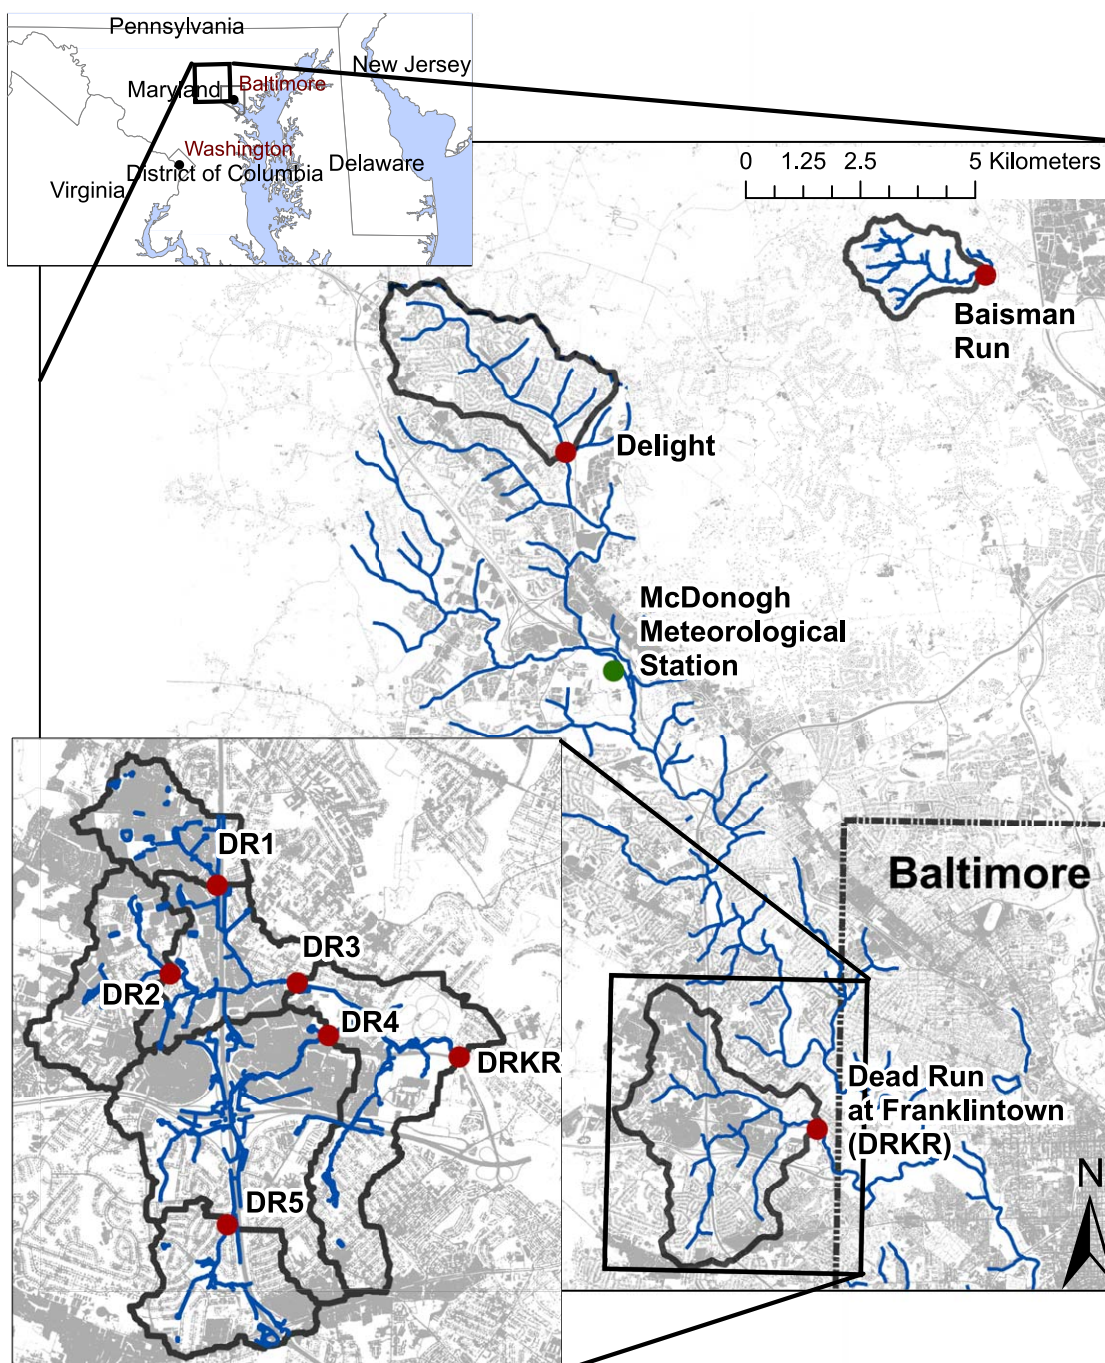 Pennsylvania
New Jersey
Maryland
Baltimore
Washington
District of Columbia
Delaware
Virginia
0 1.25 2.5 5 Kilometers
Baisman
Run
Delight
McDonogh
Meteorological
Station
Baltimore
DR1
DR3
DR2
DR4
DRKR
DR5
Dead Run
at Franklintown
(DRKR)
N